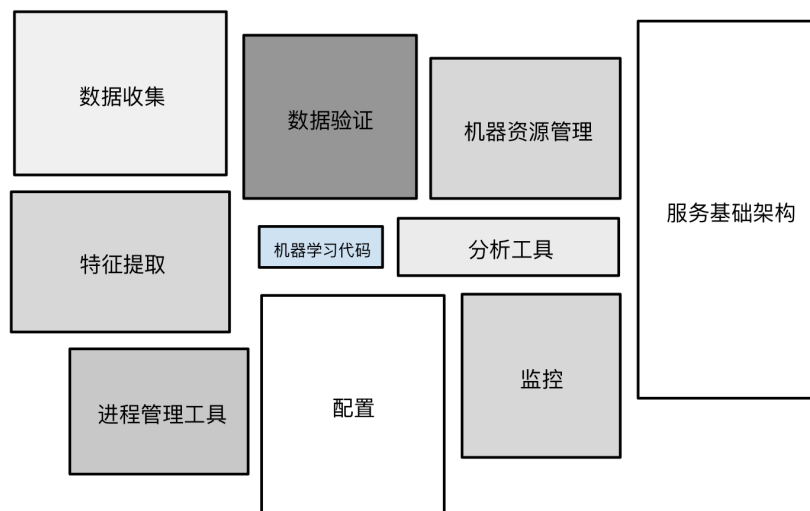 数据收集
数据验证
机器资源管理
服务基础架构
特征提取
机器学习代码
分析工具
进程管理工具
配置
监控